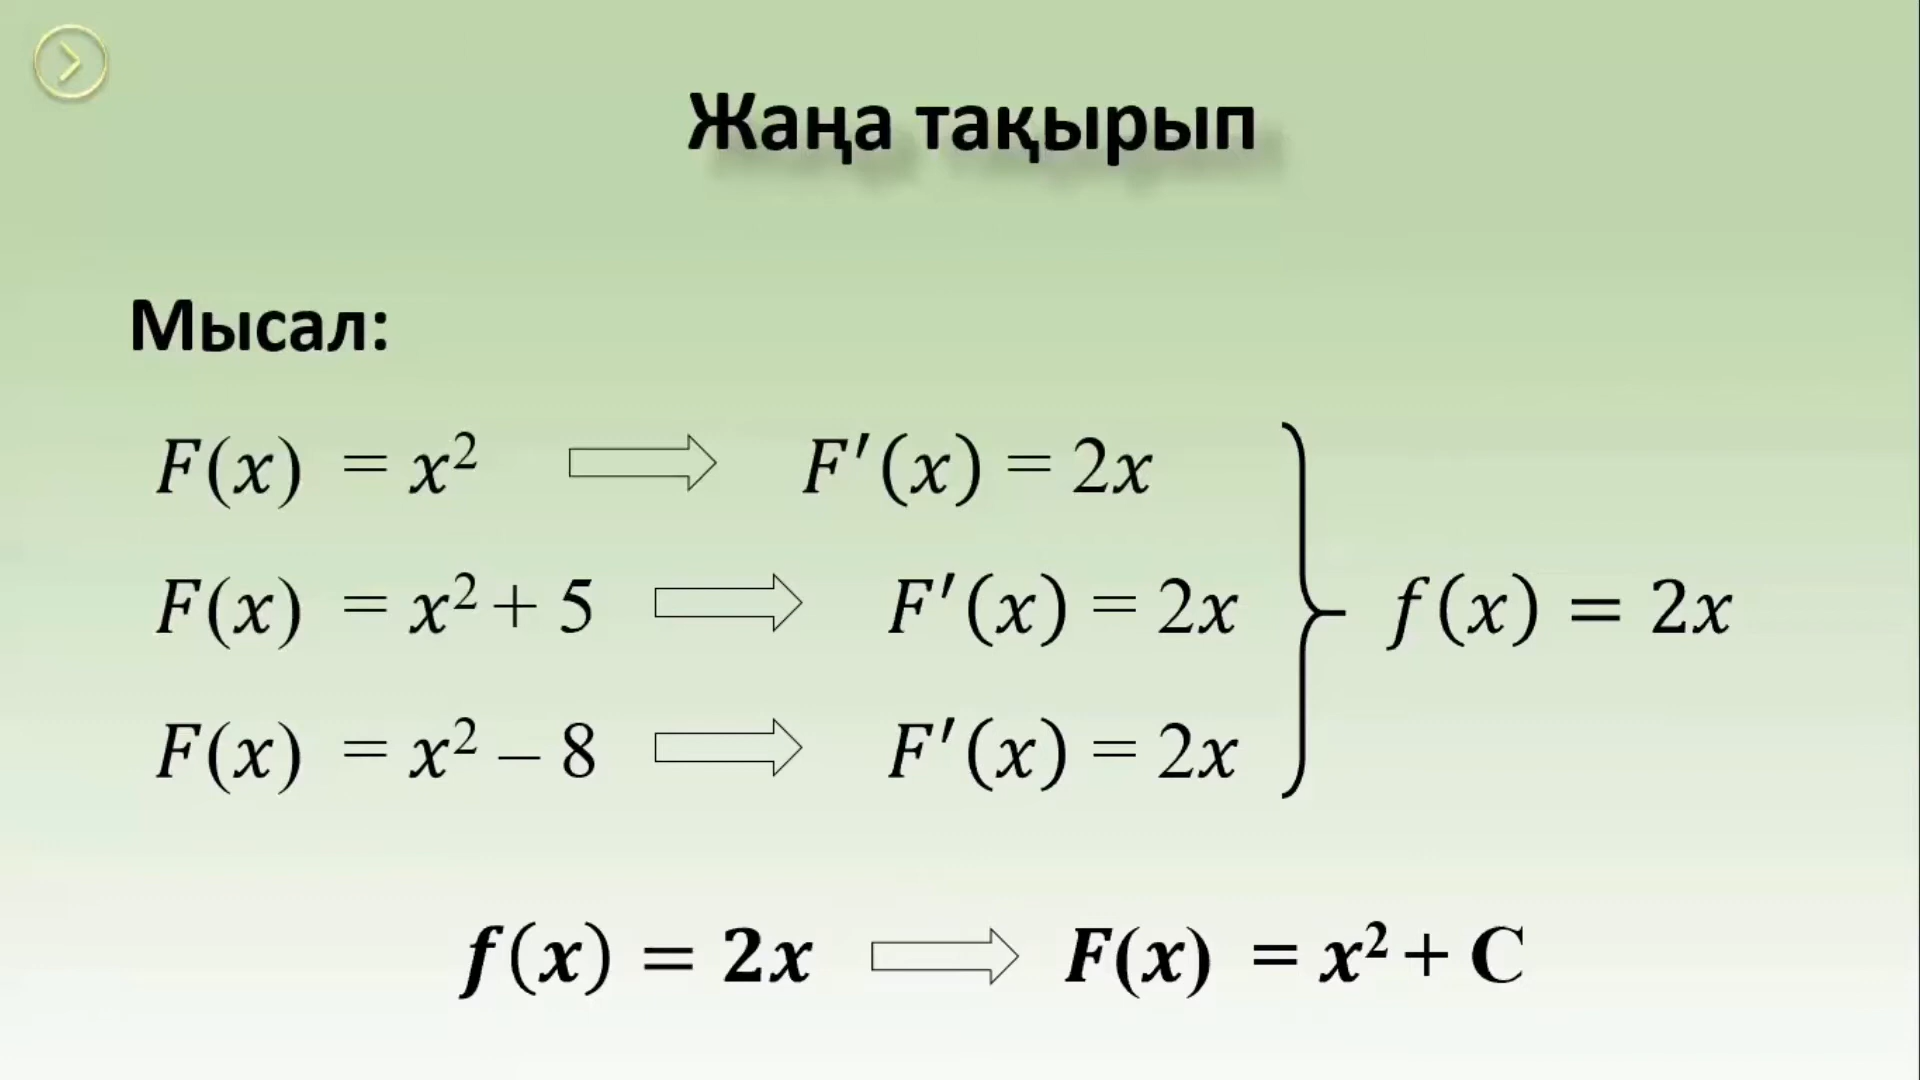 Жаңа тақырып
Мысал:
F(x) = x² ⇒ F′(x) = 2x
F(x) = x² + 5 ⇒ F′(x) = 2x } f(x) = 2x
F(x) = x² – 8 ⇒ F′(x) = 2x
f(x) = 2x ⇒ F(x) = x² + C